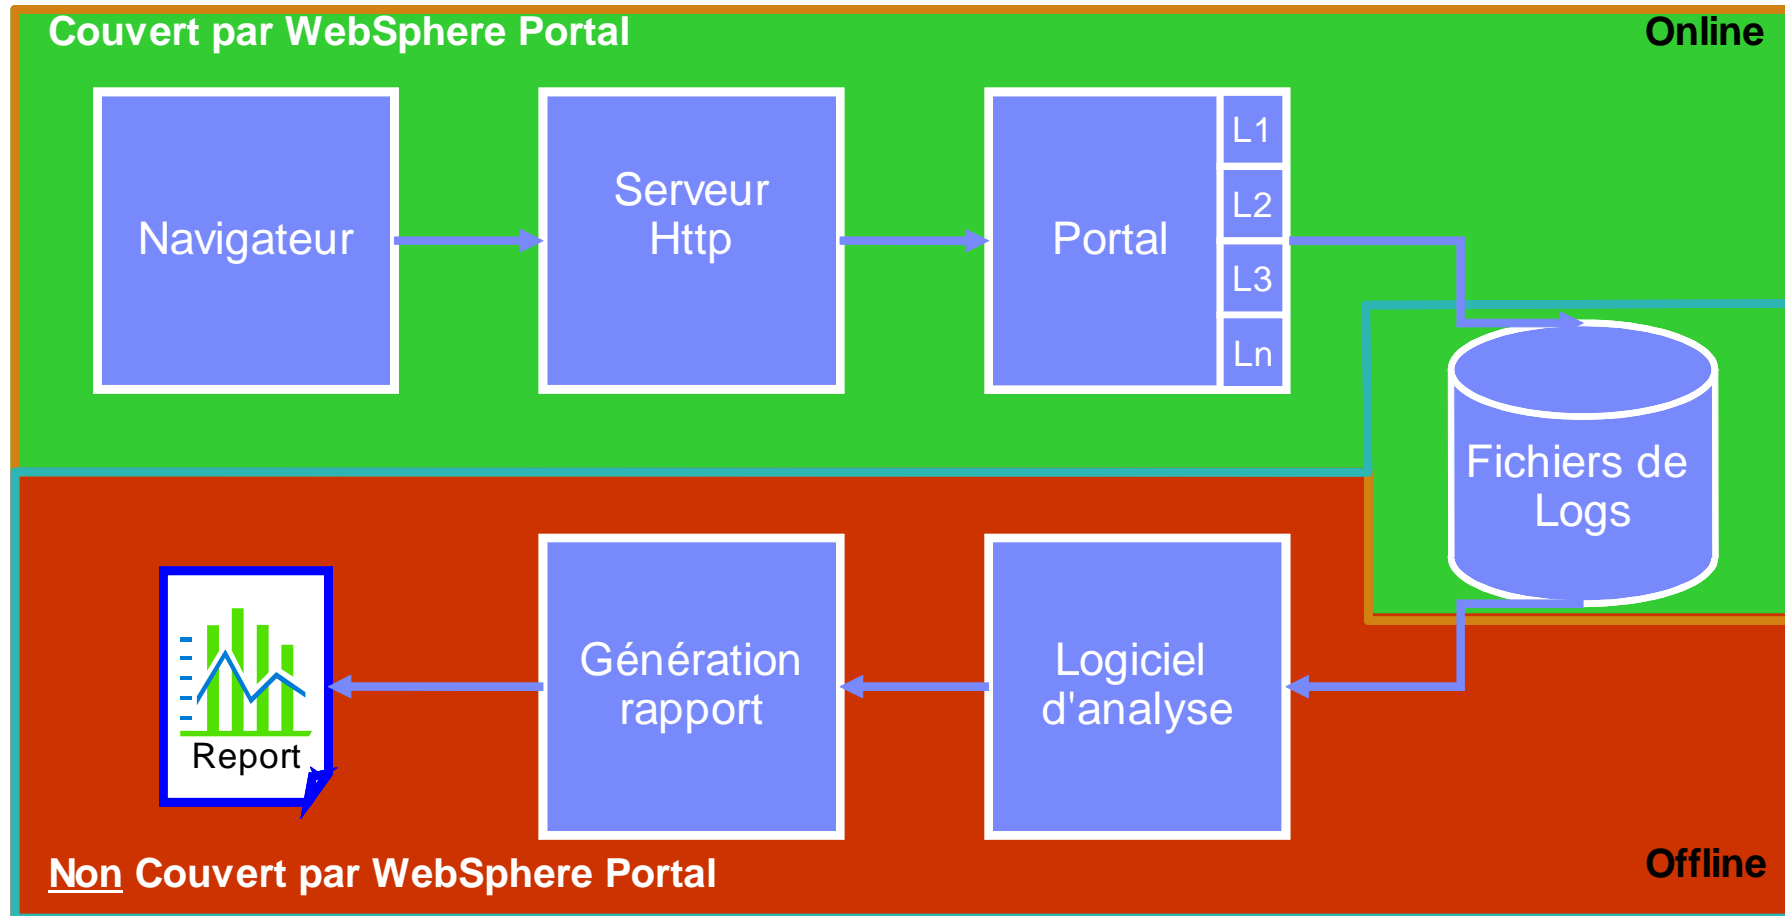 Couvert par WebSphere Portal
Online
Navigateur
Serveur
Http
Portal
L1
L2
L3
Ln
Fichiers de
Logs
Report
Génération
rapport
Logiciel
d'analyse
Non Couvert par WebSphere Portal
Offline